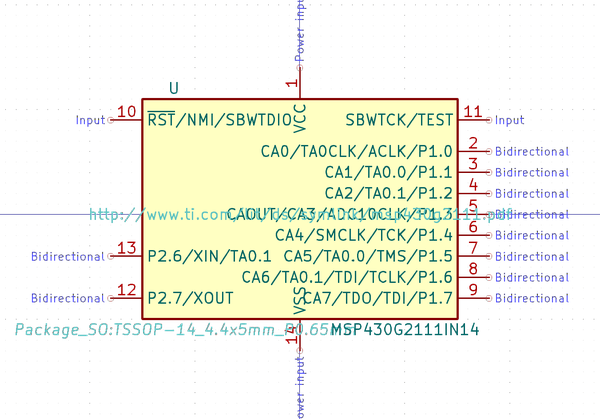 Power inp
1
VCC
U
Input 10 RST/NMI/SBWTDIO SBWTCK/TEST 11 Input
CA0/TA0CLK/ACLK/P1.0 2 Bidirectional
CA1/TA0.0/P1.1 3 Bidirectional
CA2/TA0.1/P1.2 4 Bidirectional
5
CA4/SMCLK/TCK/P1.4 6 Bidirectional
Bidirectional 13 P2.6/XIN/TA0.1 CA5/TA0.0/TMS/P1.5 7 Bidirectional
CA6/TA0.1/TDI/TCLK/P1.6 8 Bidirectional
Bidirectional 12 P2.7/XOUT CA7/TDO/TDI/P1.7 9 Bidirectional
VSS
Package_SO:TSSOP-14_4.4x5mm_P0.65mm MSP430G2111IN14
14
ower input